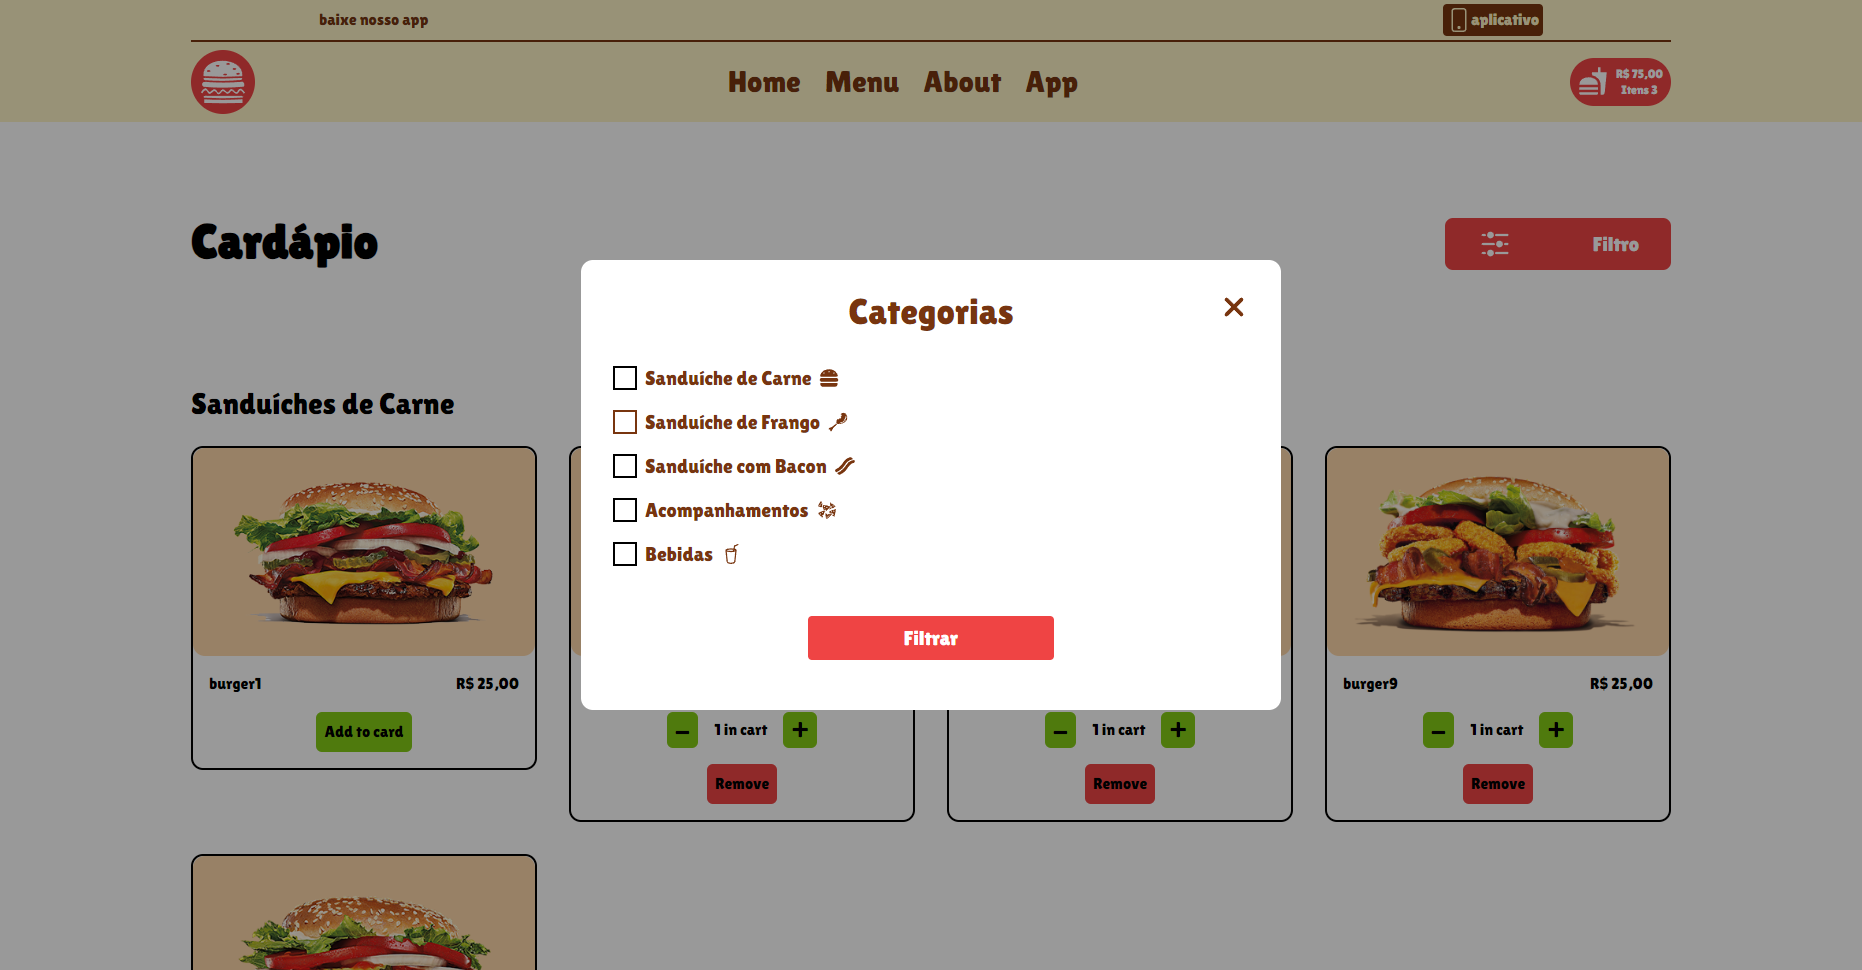 baixe nosso app
aplicativo
Home Menu About App
R$ 75,00
Itens 3
Cardápio
Filtro
Categorias
Sanduíche de Carne
Sanduíche de Frango
Sanduíche com Bacon
Acompanhamentos
Bebidas
Filtrar
Sanduíches de Carne
burger1 R$ 25,00
Add to card
1 in cart
Remove
1 in cart
Remove
burger9 R$ 25,00
1 in cart
Remove